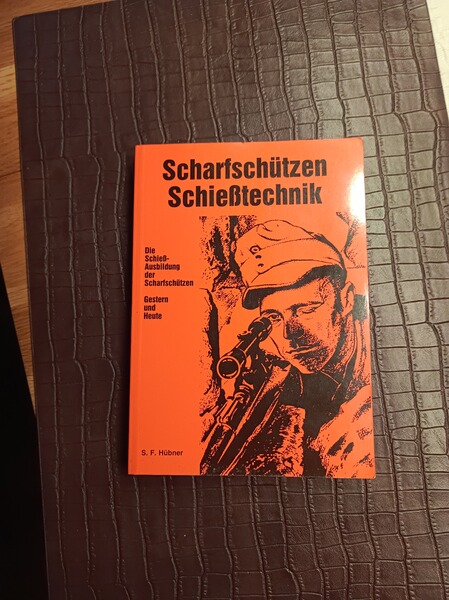 Scharfschützen
Schießtechnik
Die
Schieß-
Ausbildung
der
Scharfschützen
Gestern
und
Heute
S. F. Hübner